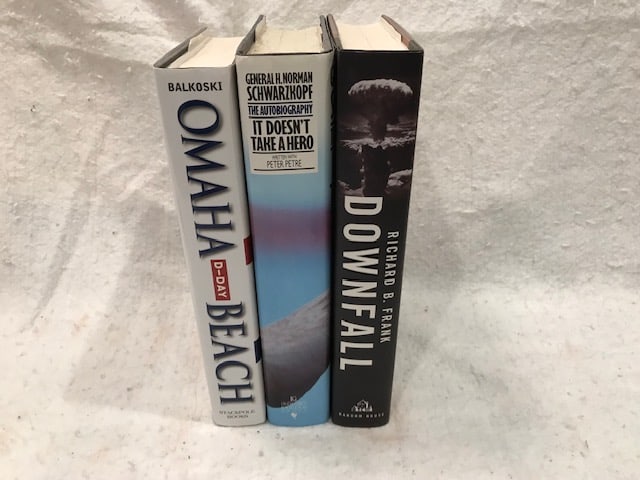 BALKOSKI
OMAHA
D-DAY
BEACH
STACKPOLE
BOOKS
GENERAL H. NORMAN
SCHWARZKOPF
THE AUTOBIOGRAPHY
IT DOESN'T
TAKE A HERO
WRITTEN WITH
PETER PETRE
DOWNFALL
RICHARD B. FRANK
RANDOM HOUSE